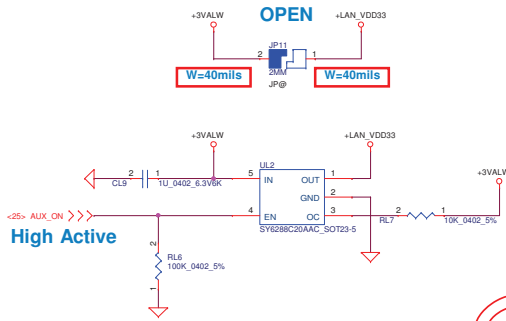 OPEN
+3VALW
+LAN_VDD33
JP11
2
1
2MM
JP@
W=40mils
W=40mils
+3VALW
+LAN_VDD33
+3VALW
UL2
2
1
CL9
1U_0402_6.3V6K
5
IN
OUT
1
GND
2
<25> AUX_ON
4
EN
OC
3
2
1
RL7
10K_0402_5%
SY6288C20AAC_SOT23-5
High Active
2
RL6
100K_0402_5%
1